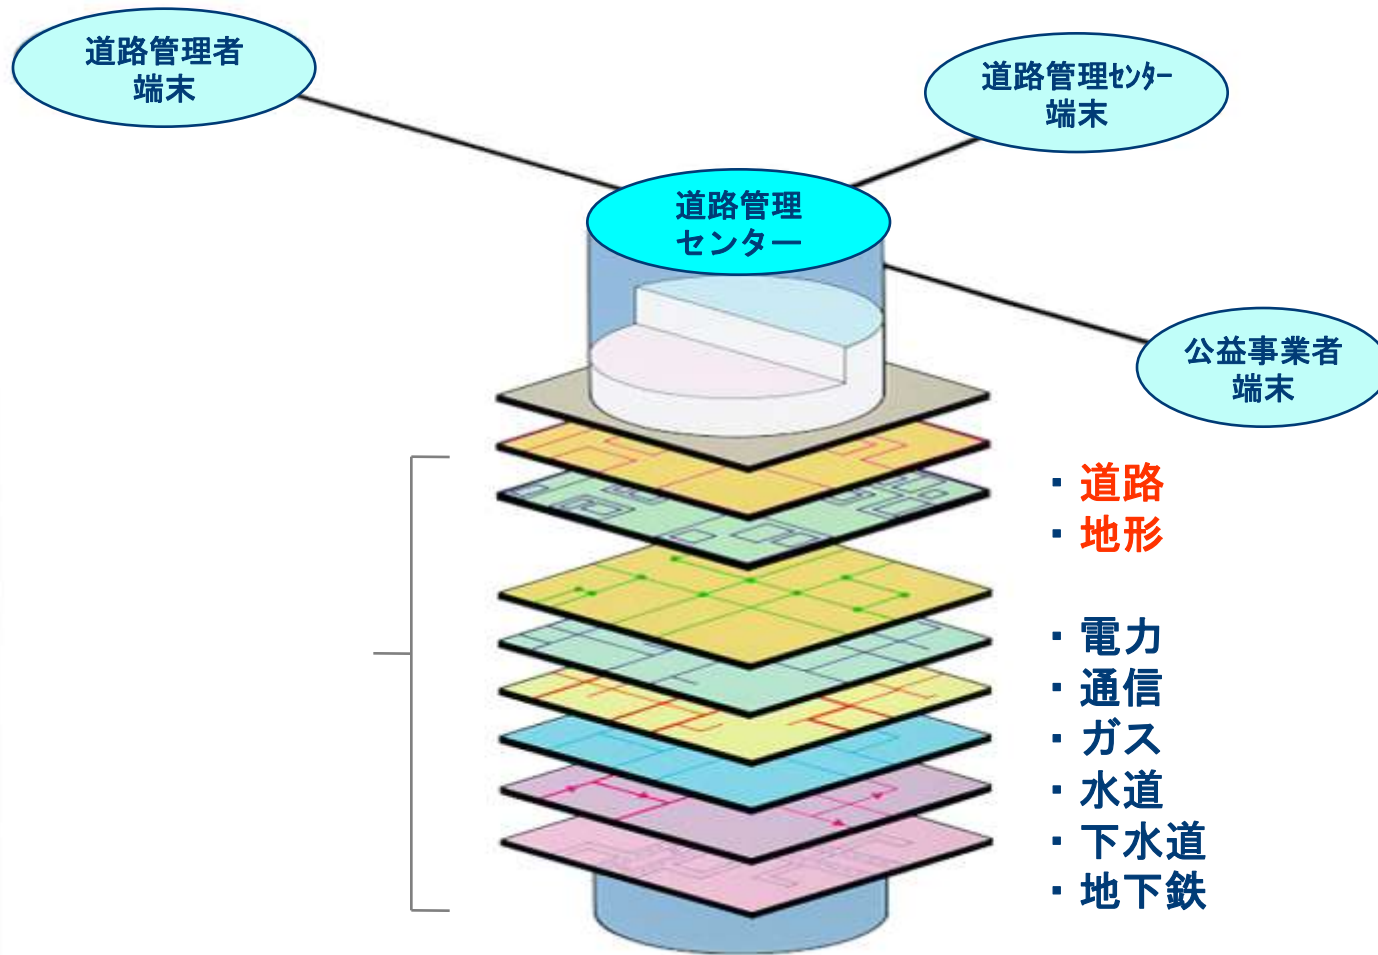 道路管理者
端末
道路管理ｾﾝﾀｰ
端末
道路管理
センター
公益事業者
端末
・道路
・地形
・電力
・通信
・ガス
・水道
・下水道
・地下鉄